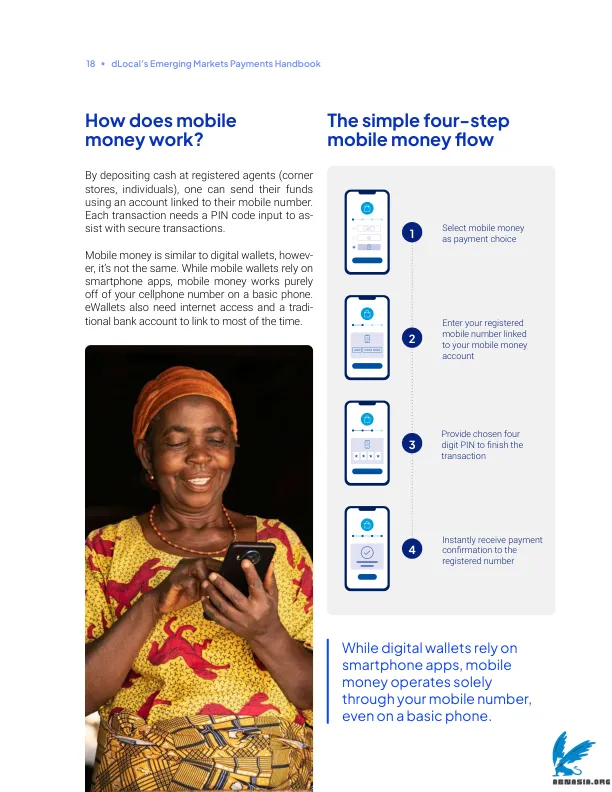 18 • dLocal's Emerging Markets Payments Handbook
How does mobile
money work?
By depositing cash at registered agents (corner
stores, individuals), one can send their funds
using an account linked to their mobile number.
Each transaction needs a PIN code input to as-
sist with secure transactions.
Mobile money is similar to digital wallets, howev-
er, it's not the same. While mobile wallets rely on
smartphone apps, mobile money works purely
off of your cellphone number on a basic phone.
eWallets also need internet access and a tradi-
tional bank account to link to most of the time.
The simple four-step
mobile money flow
1
Select mobile money
as payment choice
2
Enter your registered
mobile number linked
to your mobile money
account
3
Provide chosen four
digit PIN to finish the
transaction
4
Instantly receive payment
confirmation to the
registered number
While digital wallets rely on
smartphone apps, mobile
money operates solely
through your mobile number,
even on a basic phone.
ABNASIA.ORG